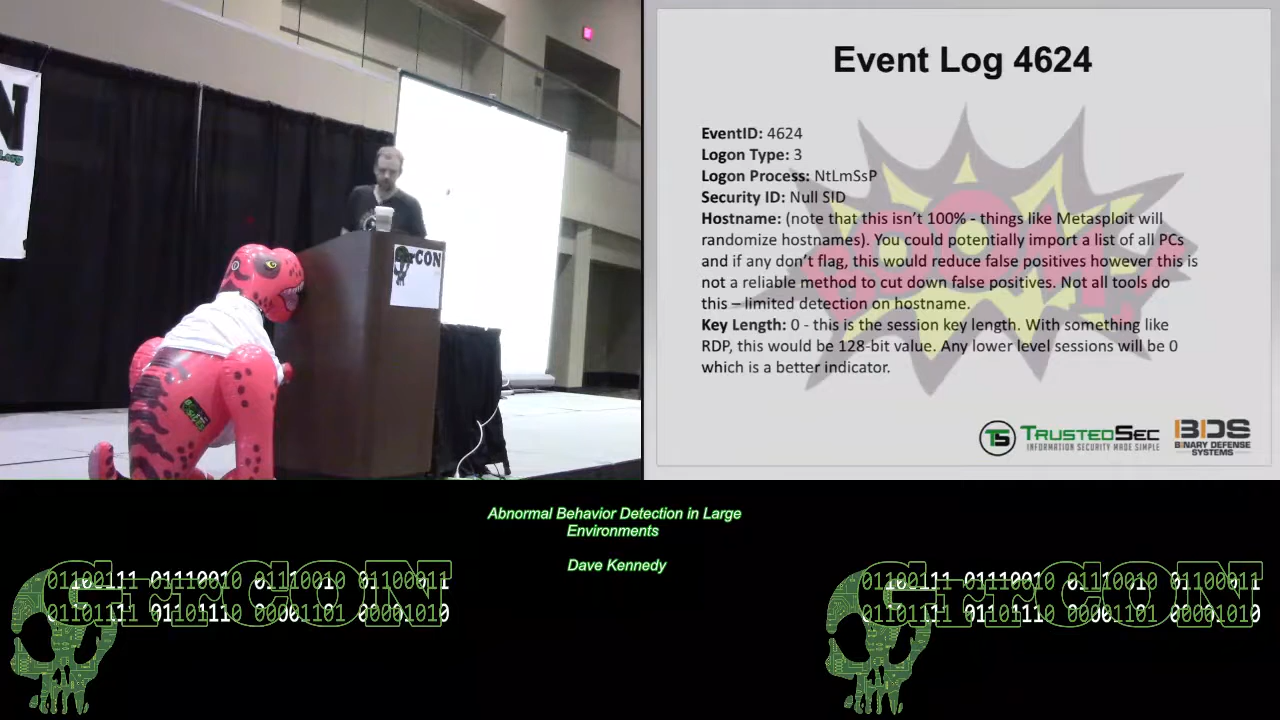 N
Event Log 4624
EventID: 4624
Logon Type: 3
Logon Process: NtLmSsP
Security ID: Null SID
Hostname: (note that this isn't 100% - things like Metasploit will
randomize hostnames). You could potentially import a list of all PCs
and if any don't flag, this would reduce false positives however this is
not a reliable method to cut down false positives. Not all tools do
this – limited detection on hostname.
Key Length: 0 - this is the session key length. With something like
RDP, this would be 128-bit value. Any lower level sessions will be 0
which is a better indicator.
BOOM!
TS TRUSTEDSEC
INFORMATION SECURITY MADE SIMPLE
BDS
BINARY DEFENSE
SYSTEMS
GrrCON
Abnormal Behavior Detection in Large
Environments
Dave Kennedy
GrrCON
01100111 01110010 01110010 01100011
01101111 01101110 00001101 00001010
GrrCON
01100111 01110010 01110010 01100011
01101111 01101110 00001101 00001010